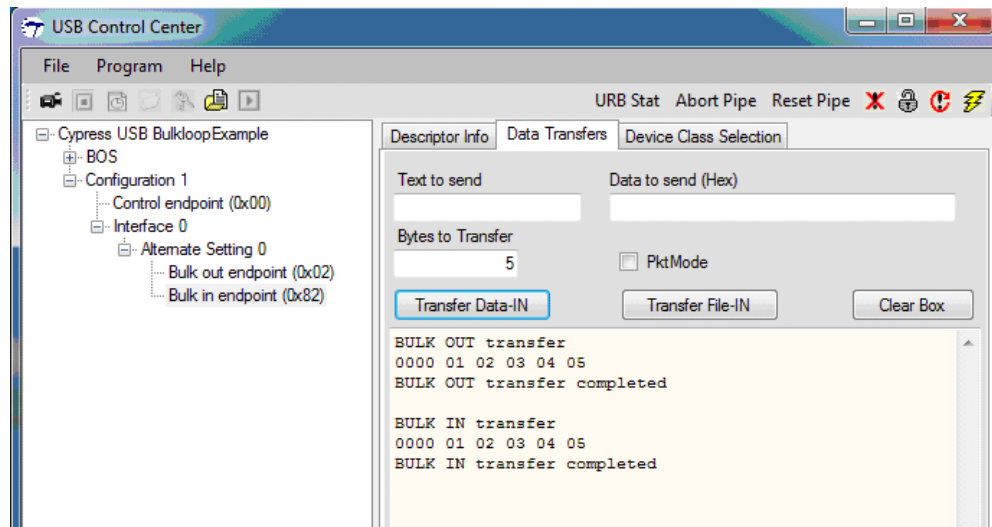 USB Control Center
File Program Help
URB Stat Abort Pipe Reset Pipe
Cypress USB BulkloopExample
BOS
Configuration 1
Control endpoint (0x00)
Interface 0
Alternate Setting 0
Bulk out endpoint (0x02)
Bulk in endpoint (0x82)
Descriptor Info Data Transfers Device Class Selection
Text to send Data to send (Hex)
Bytes to Transfer
5 PktMode
Transfer Data-IN Transfer File-IN Clear Box
BULK OUT transfer
0000 01 02 03 04 05
BULK OUT transfer completed
BULK IN transfer
0000 01 02 03 04 05
BULK IN transfer completed